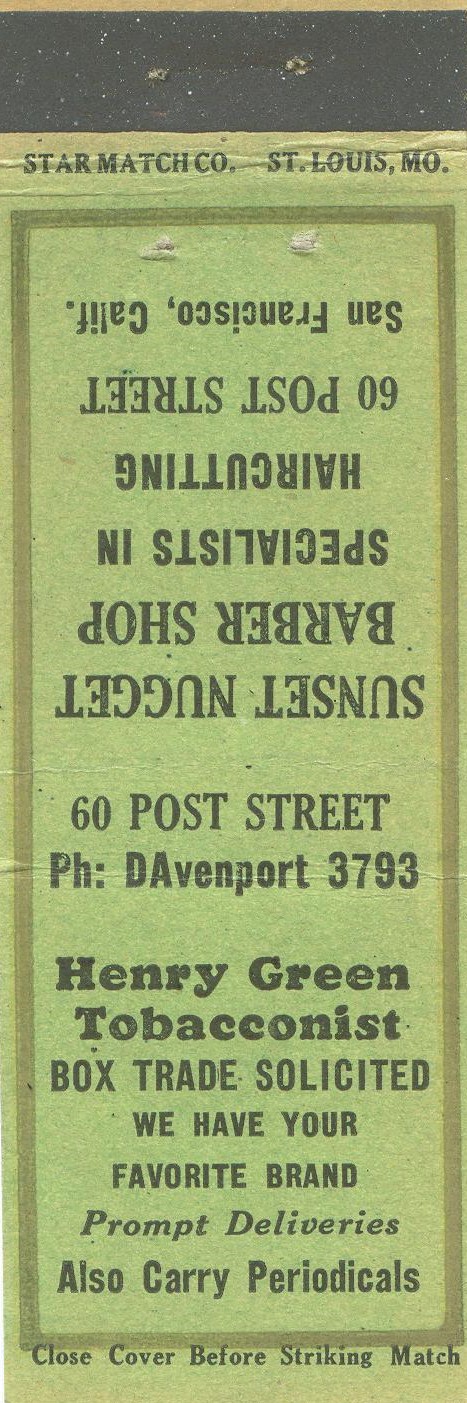 STAR MATCH CO. ST. LOUIS, MO.
SUNSET NUGGET
BARBER SHOP
SPECIALISTS IN
HAIRCUTTING
60 POST STREET
San Francisco, Calif.
60 POST STREET
Ph: DAvenport 3793
Henry Green
Tobacconist
BOX TRADE SOLICITED
WE HAVE YOUR
FAVORITE BRAND
Prompt Deliveries
Also Carry Periodicals
Close Cover Before Striking Match